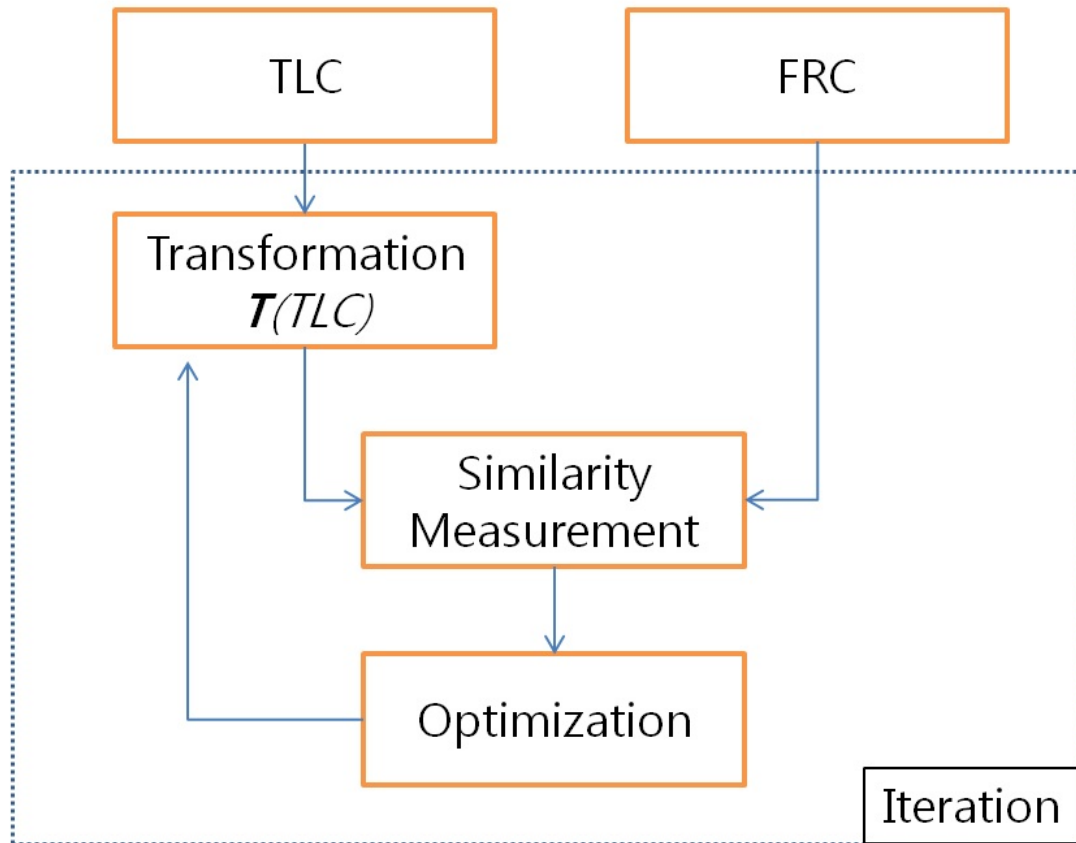 TLC
FRC
Transformation
T(TLC)
Similarity
Measurement
Optimization
Iteration